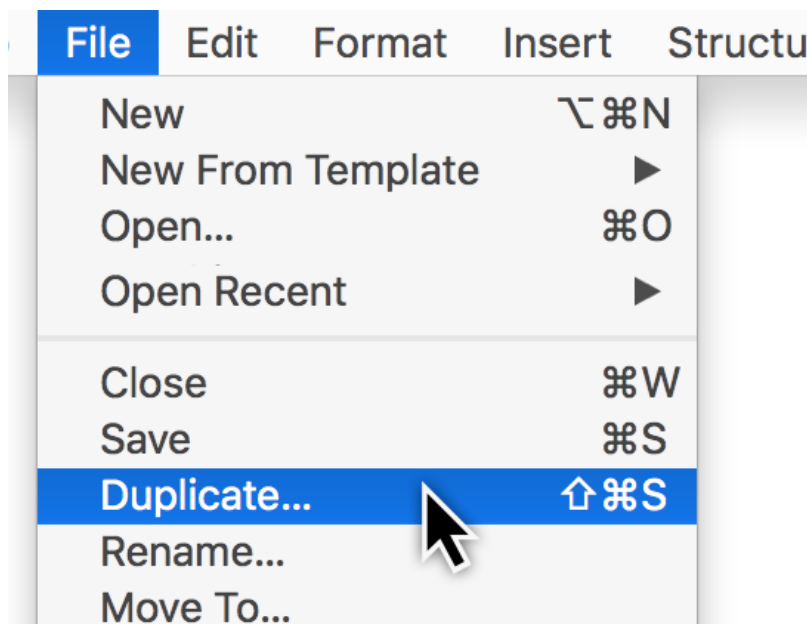 File Edit Format Insert Structu
New ⌥⌘N
New From Template ▶
Open... ⌘O
Open Recent ▶
Close ⌘W
Save ⌘S
Duplicate... ⇧⌘S
Rename...
Move To...